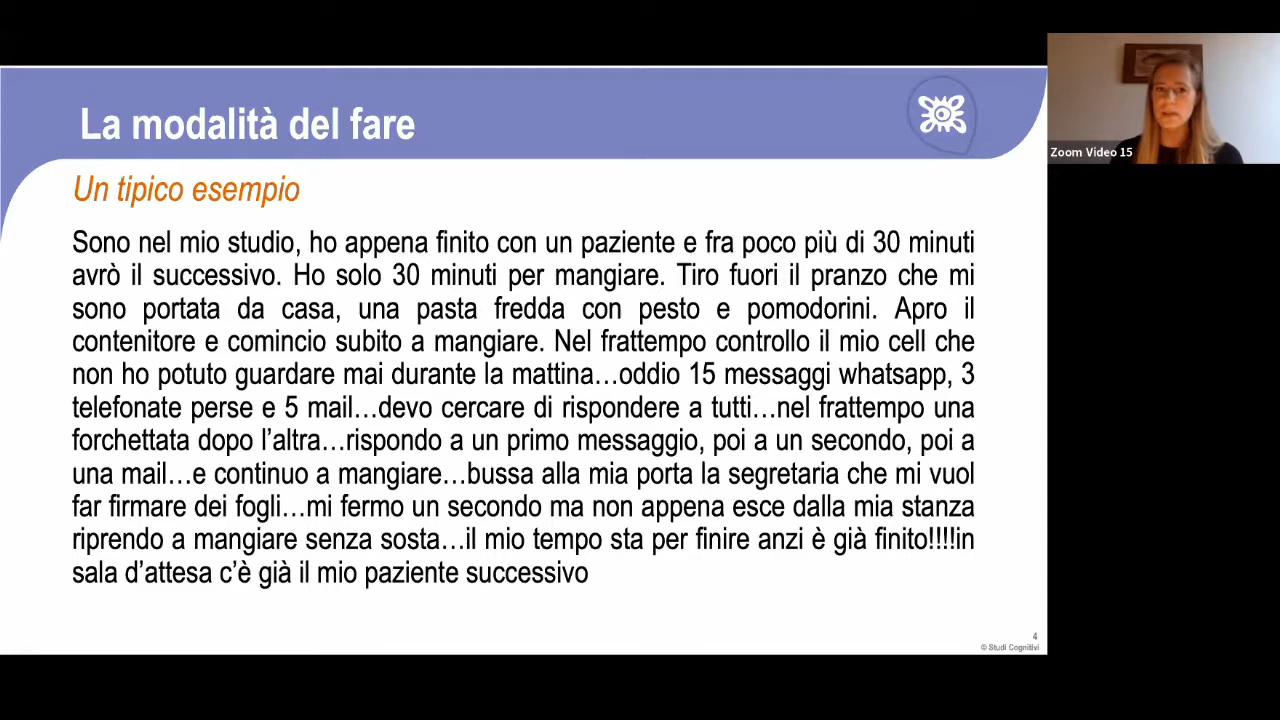 La modalità del fare
Un tipico esempio
Sono nel mio studio, ho appena finito con un paziente e fra poco più di 30 minuti
avrò il successivo. Ho solo 30 minuti per mangiare. Tiro fuori il pranzo che mi
sono portata da casa, una pasta fredda con pesto e pomodorini. Apro il
contenitore e comincio subito a mangiare. Nel frattempo controllo il mio cell che
non ho potuto guardare mai durante la mattina…oddio 15 messaggi whatsapp, 3
telefonate perse e 5 mail…devo cercare di rispondere a tutti…nel frattempo una
forchettata dopo l’altra…rispondo a un primo messaggio, poi a un secondo, poi a
una mail…e continuo a mangiare…bussa alla mia porta la segretaria che mi vuol
far firmare dei fogli…mi fermo un secondo ma non appena esce dalla mia stanza
riprendo a mangiare senza sosta…il mio tempo sta per finire anzi è già finito!!!!in
sala d’attesa c’è già il mio paziente successivo
4
© Studi Cognitivi
Zoom Video 15